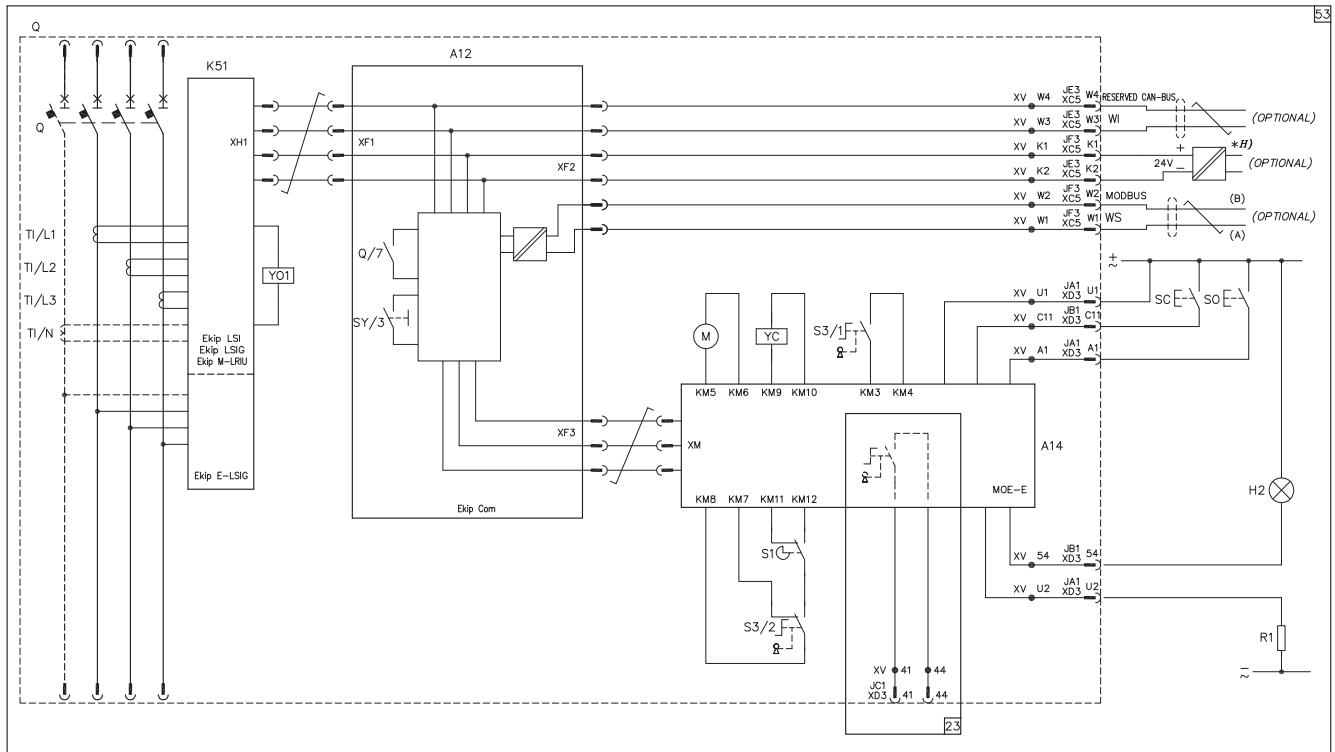 53
Q
K51
A12
Q
XH1
XF1
XF2
XV W4 JE3 XC5 W4 RESERVED CAN-BUS
XV W3 JE3 XC5 W3 WI
(OPTIONAL)
XV K1 JF3 XC5 K1 + *H)
XV K2 JE3 XC5 K2 24V −
(OPTIONAL)
XV W2 JF3 XC5 W2 MODBUS (B)
XV W1 JF3 XC5 W1 WS (A)
(OPTIONAL)
TI/L1
TI/L2
TI/L3
TI/N
YO1
Ekip LSI
Ekip LSIG
Ekip M-LRIU
Ekip E-LSIG
Q/7
SY/3
XF3
Ekip Com
+
~
M
YC
S3/1
XV U1 JA1 XD3 U1
XV C11 JB1 XD3 C11
XV A1 JA1 XD3 A1
SC
SO
KM5 KM6 KM9 KM10 KM3 KM4
XM
A14
MOE-E
KM8 KM7 KM11 KM12
H2
S1
S3/2
XV 54 JB1 XD3 54
XV U2 JA1 XD3 U2
R1
−
~
XV 41 44
JC1
XD3 41 44
23